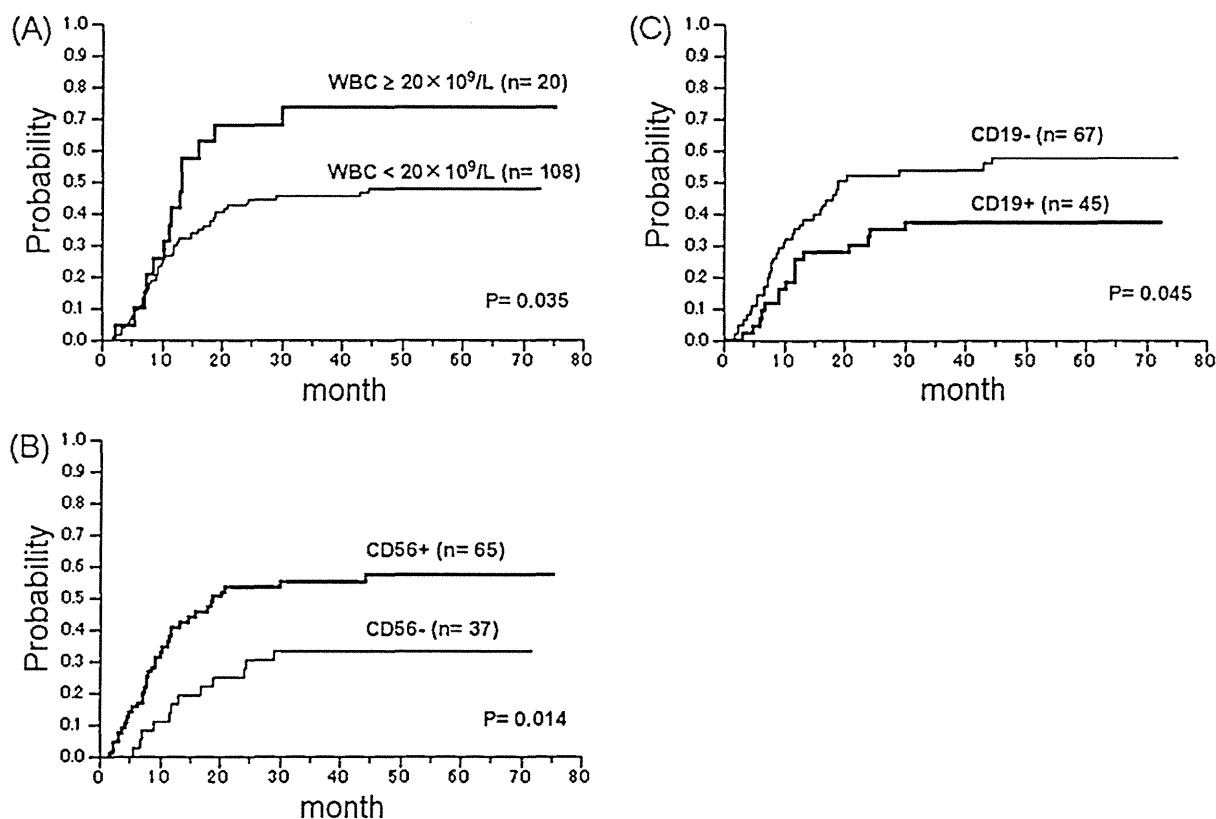 (A)
Probability
1.0
0.9
0.8
0.7
0.6
0.5
0.4
0.3
0.2
0.1
0.0
WBC ≥ 20×10⁹/L (n= 20)
WBC < 20×10⁹/L (n= 108)
P= 0.035
0 10 20 30 40 50 60 70 80
month
(B)
Probability
1.0
0.9
0.8
0.7
0.6
0.5
0.4
0.3
0.2
0.1
0.0
CD56+ (n= 65)
CD56- (n= 37)
P= 0.014
0 10 20 30 40 50 60 70 80
month
(C)
Probability
1.0
0.9
0.8
0.7
0.6
0.5
0.4
0.3
0.2
0.1
0.0
CD19- (n= 67)
CD19+ (n= 45)
P= 0.045
0 10 20 30 40 50 60 70 80
month